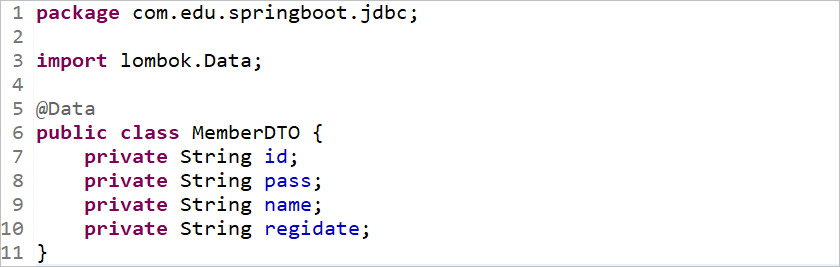 1 package com.edu.springboot.jdbc;
2
3 import lombok.Data;
4
5 @Data
6 public class MemberDTO {
7     private String id;
8     private String pass;
9     private String name;
10     private String regidate;
11 }